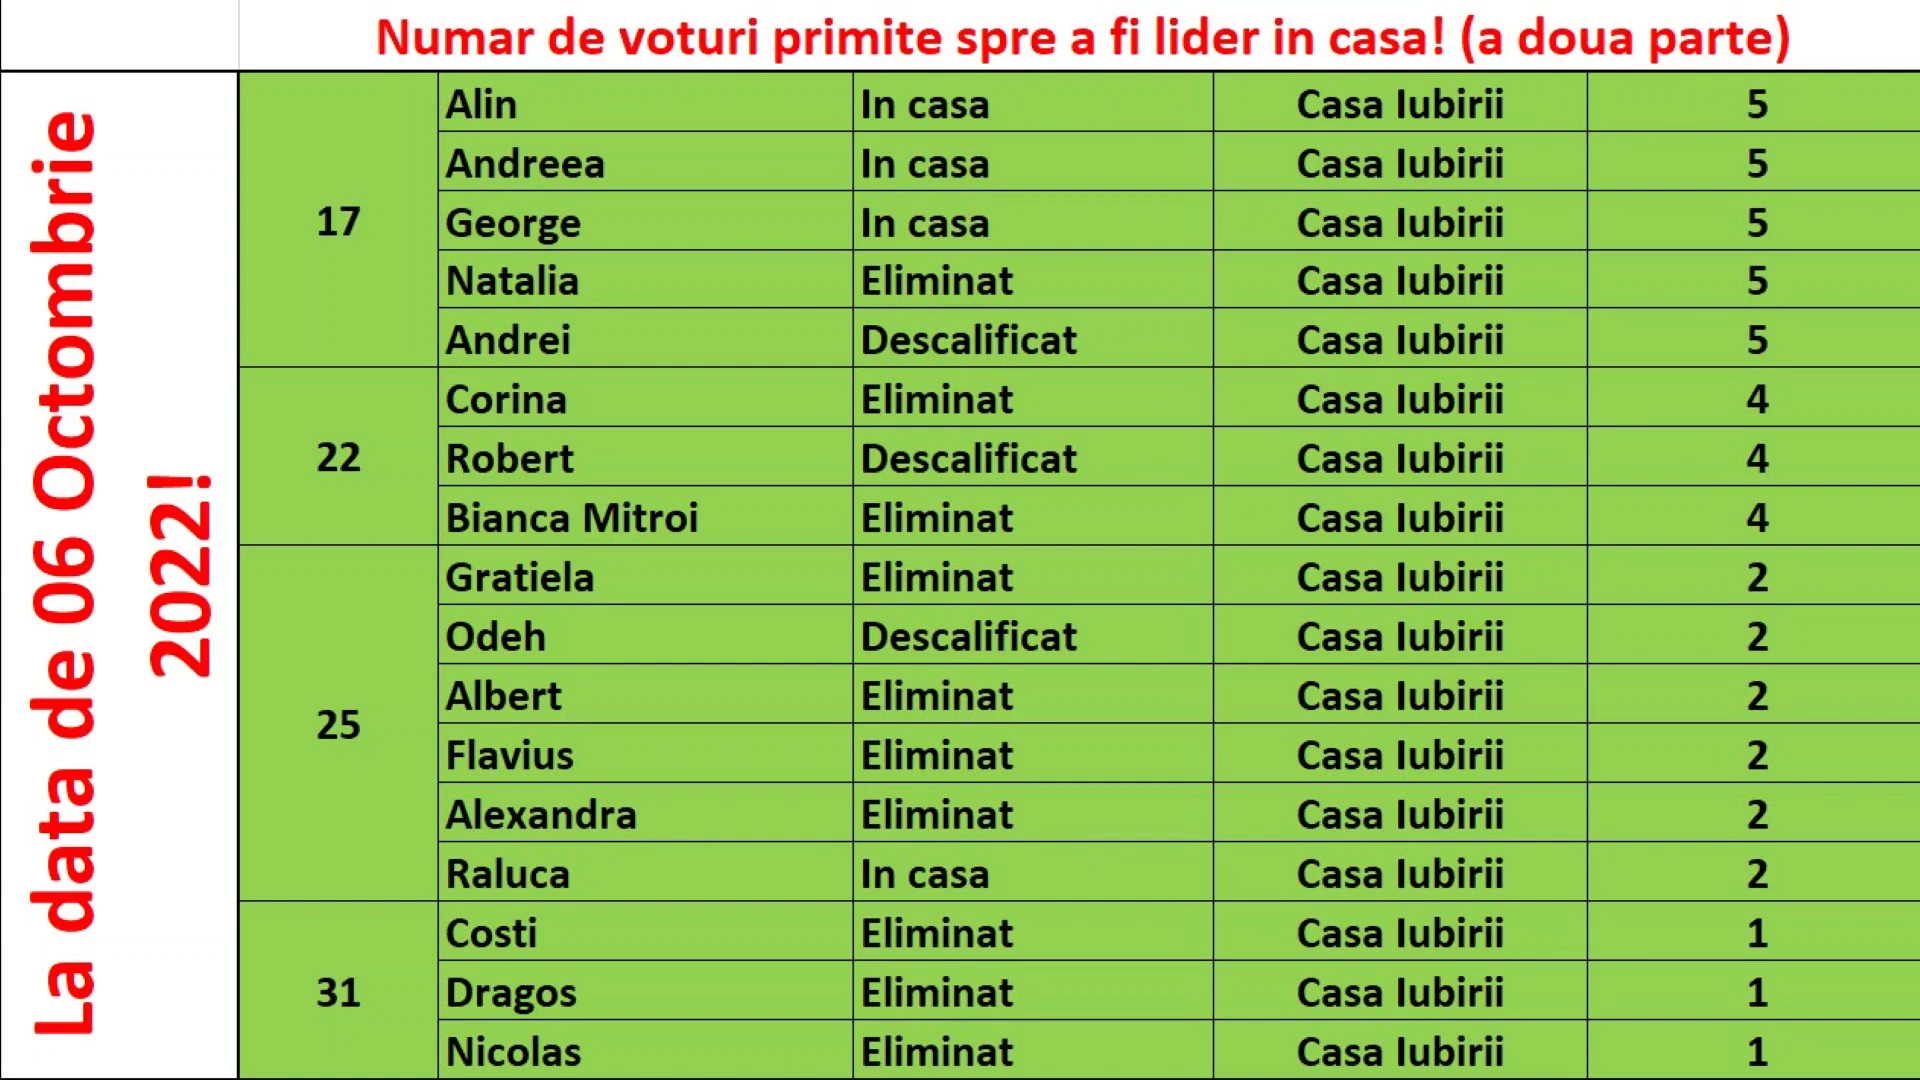 Numar de voturi primite spre a fi lider in casa! (a doua parte)
La data de 06 Octombrie
2022!
17
Alin In casa Casa Iubirii 5
Andreea In casa Casa Iubirii 5
George In casa Casa Iubirii 5
Natalia Eliminat Casa Iubirii 5
Andrei Descalificat Casa Iubirii 5
22
Corina Eliminat Casa Iubirii 4
Robert Descalificat Casa Iubirii 4
Bianca Mitroi Eliminat Casa Iubirii 4
25
Gratiela Eliminat Casa Iubirii 2
Odeh Descalificat Casa Iubirii 2
Albert Eliminat Casa Iubirii 2
Flavius Eliminat Casa Iubirii 2
Alexandra Eliminat Casa Iubirii 2
Raluca In casa Casa Iubirii 2
31
Costi Eliminat Casa Iubirii 1
Dragos Eliminat Casa Iubirii 1
Nicolas Eliminat Casa Iubirii 1